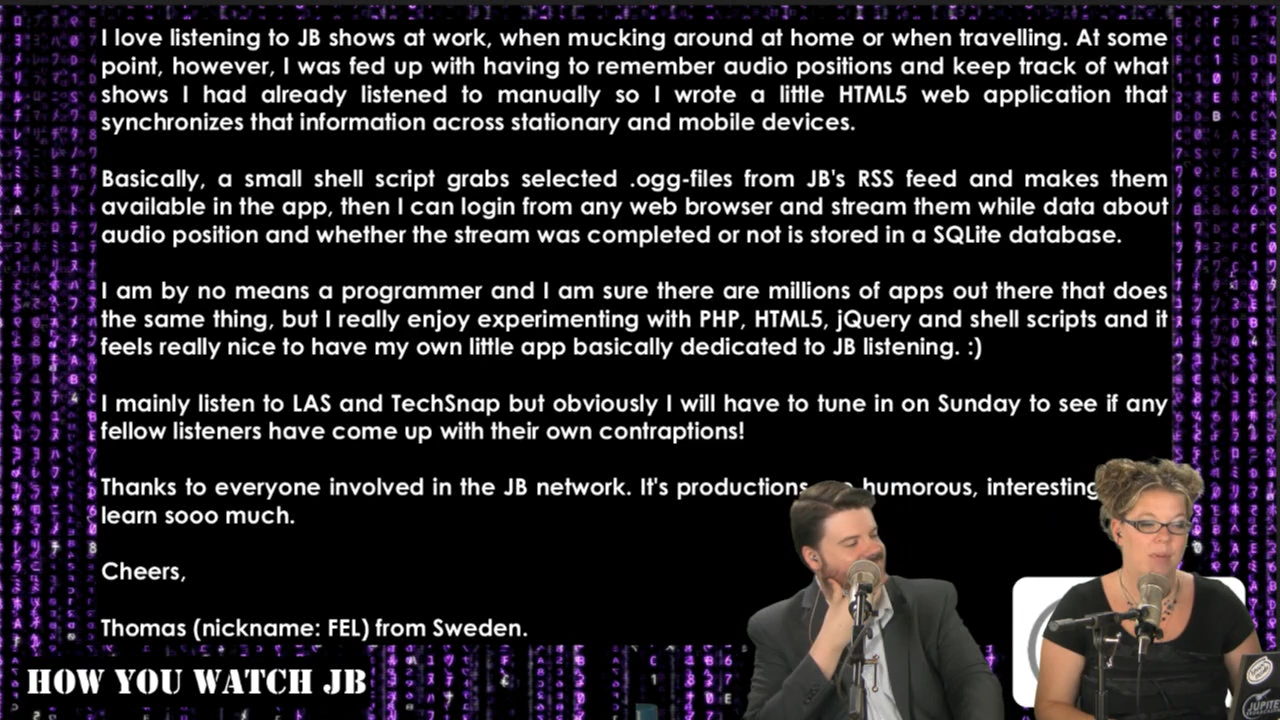 I love listening to JB shows at work, when mucking around at home or when travelling. At some
point, however, I was fed up with having to remember audio positions and keep track of what
shows I had already listened to manually so I wrote a little HTML5 web application that
synchronizes that information across stationary and mobile devices.
Basically, a small shell script grabs selected .ogg-files from JB's RSS feed and makes them
available in the app, then I can login from any web browser and stream them while data about
audio position and whether the stream was completed or not is stored in a SQLite database.
I am by no means a programmer and I am sure there are millions of apps out there that does
the same thing, but I really enjoy experimenting with PHP, HTML5, jQuery and shell scripts and it
feels really nice to have my own little app basically dedicated to JB listening. :)
I mainly listen to LAS and TechSnap but obviously I will have to tune in on Sunday to see if any
fellow listeners have come up with their own contraptions!
Thanks to everyone involved in the JB network. It's productions humorous, interesting
learn sooo much.
Cheers,
Thomas (nickname: FEL) from Sweden.
HOW YOU WATCH JB